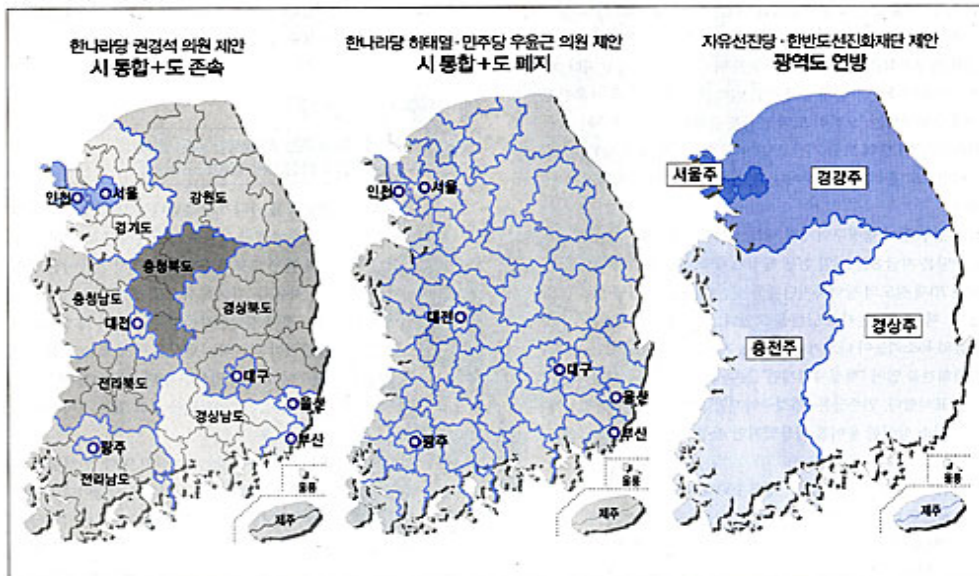 한나라당 권경석 의원 제안
시 통합+도 존속
인천
서울
강원도
경기도
충청북도
충청남도
경상북도
대전
전라북도
대구
울산
경상남도
부산
광주
전라남도
울릉
제주
한나라당 허태열·민주당 우윤근 의원 제안
시 통합+도 폐지
인천
서울
대전
대구
울산
광주
부산
울릉
제주
자유선진당·한반도선진화재단 제안
광역도 연방
서울주
경강주
경상주
충전주
울릉
제주